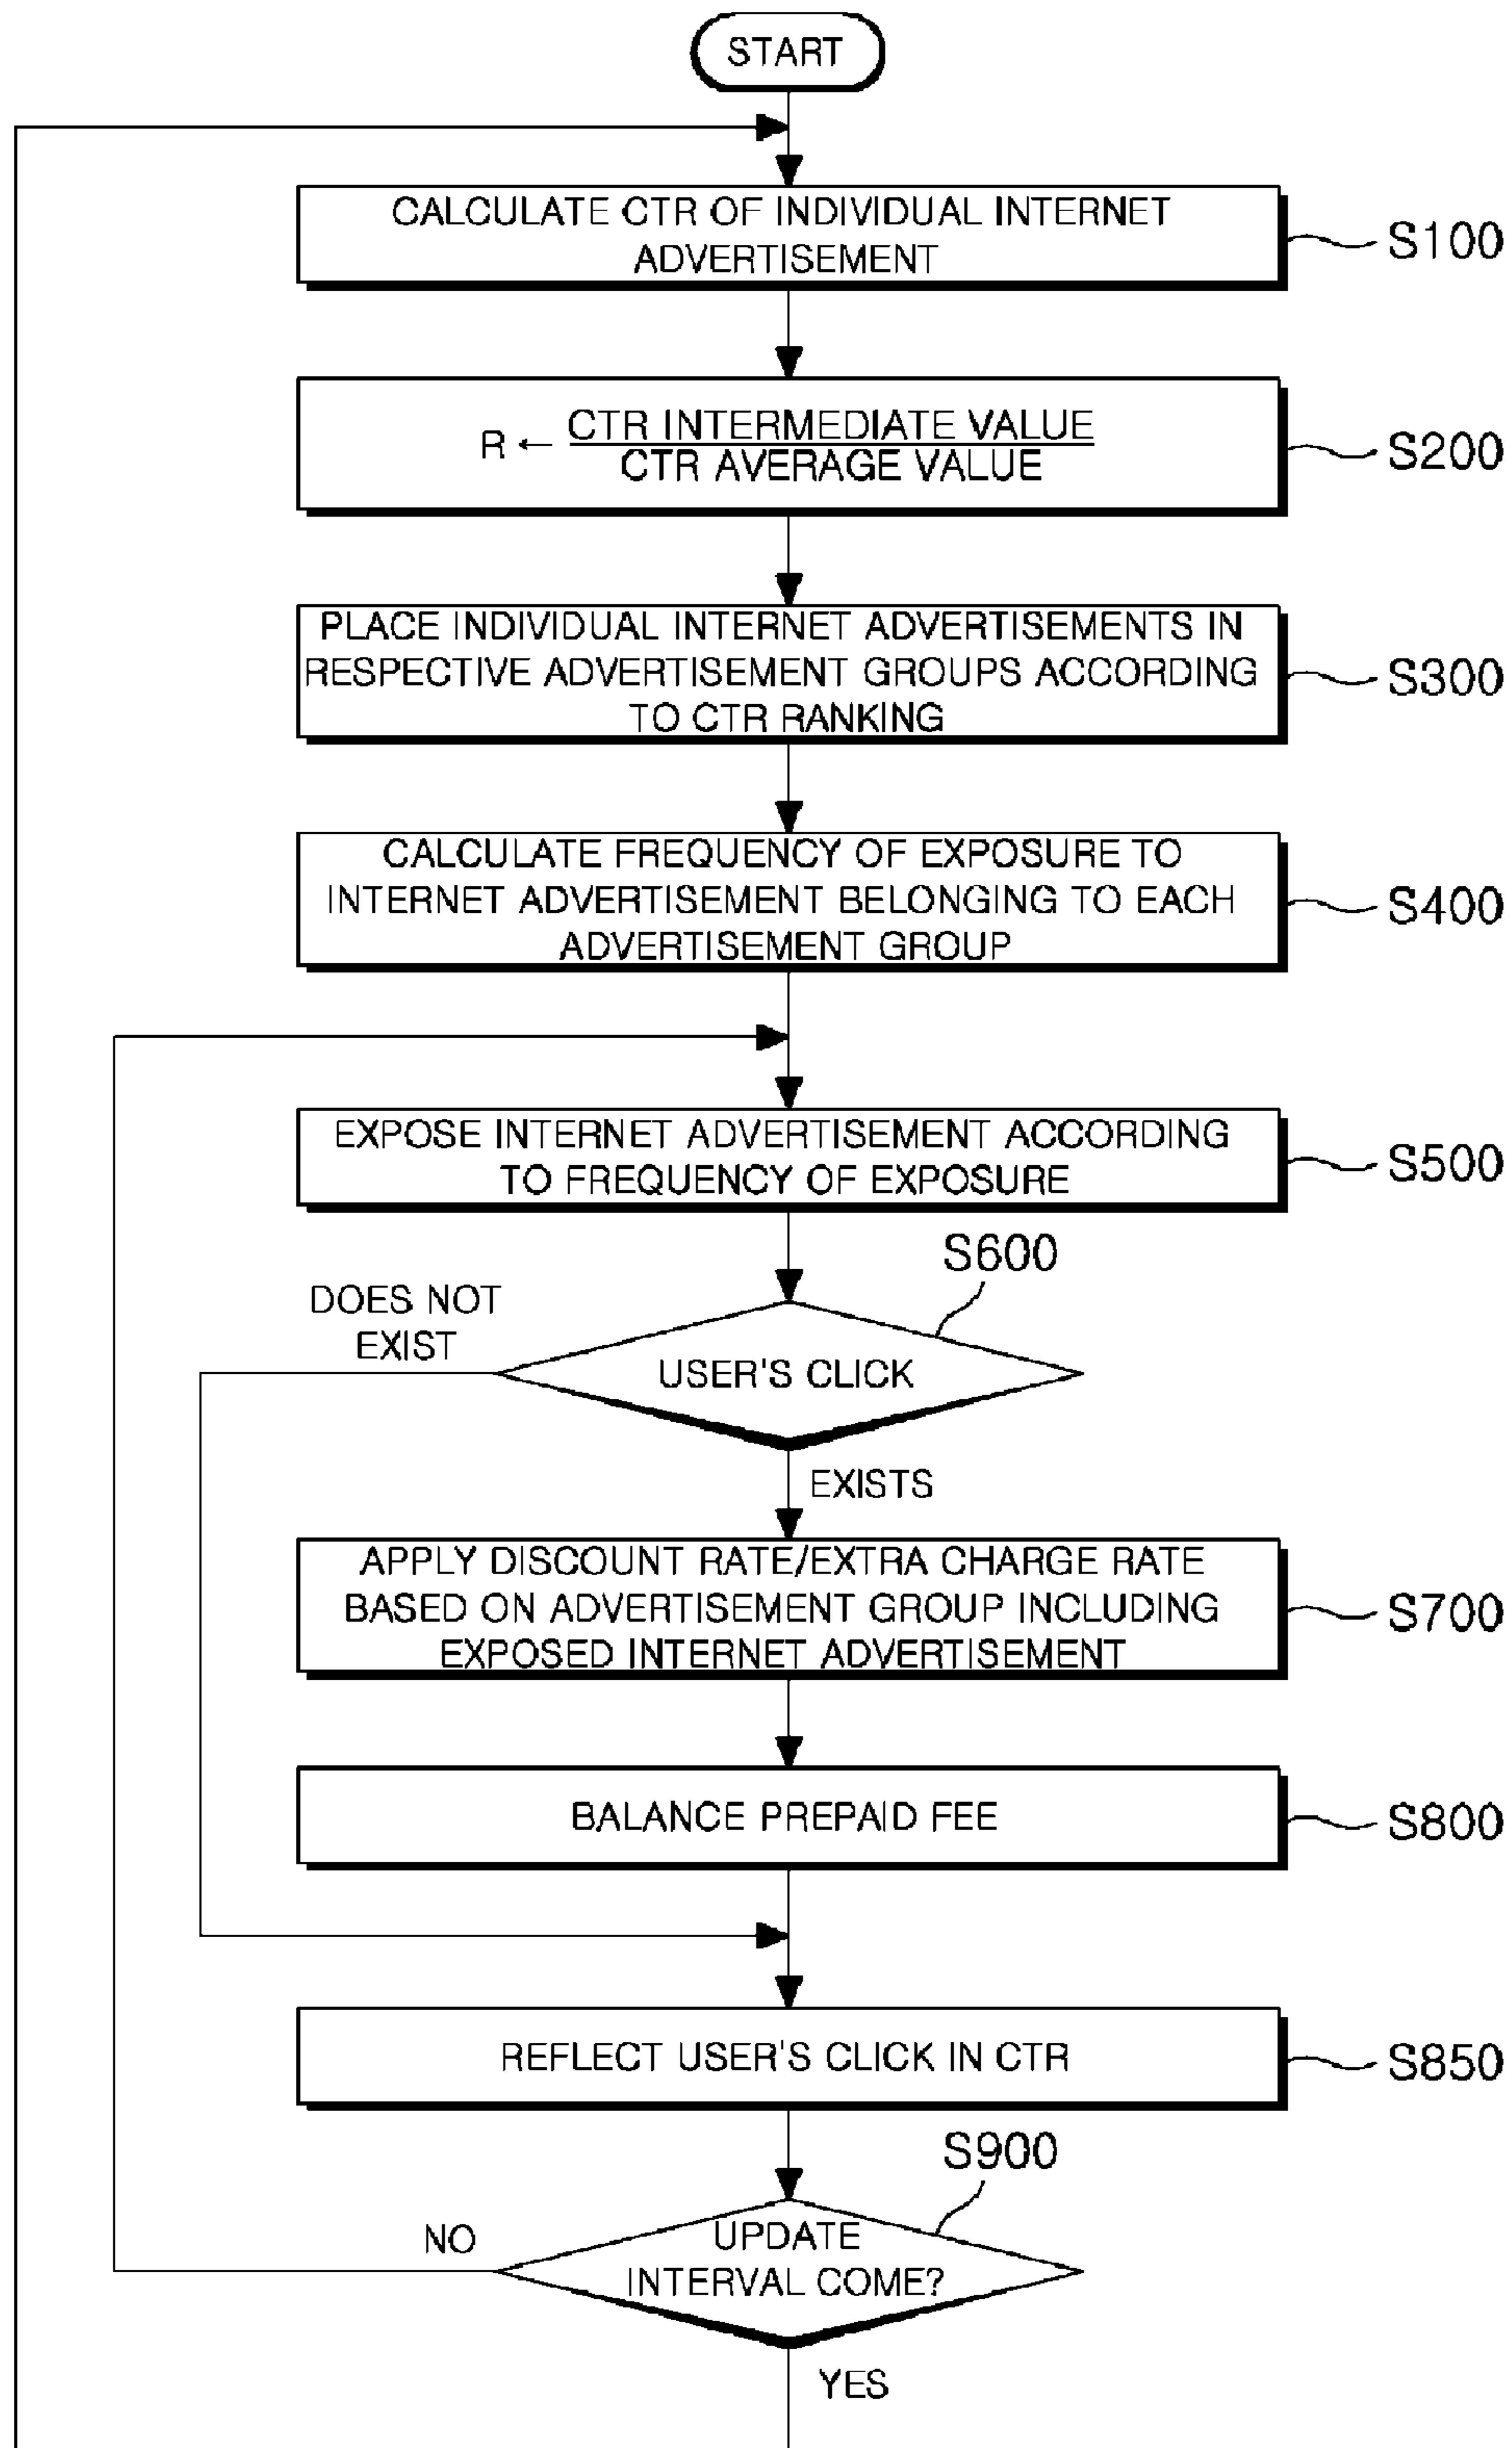 START
CALCULATE CTR OF INDIVIDUAL INTERNET
ADVERTISEMENT
S100
R ← CTR INTERMEDIATE VALUE
CTR AVERAGE VALUE
S200
PLACE INDIVIDUAL INTERNET ADVERTISEMENTS IN
RESPECTIVE ADVERTISEMENT GROUPS ACCORDING
TO CTR RANKING
S300
CALCULATE FREQUENCY OF EXPOSURE TO
INTERNET ADVERTISEMENT BELONGING TO EACH
ADVERTISEMENT GROUP
S400
EXPOSE INTERNET ADVERTISEMENT ACCORDING
TO FREQUENCY OF EXPOSURE
S500
S600
DOES NOT
EXIST
USER'S CLICK
EXISTS
APPLY DISCOUNT RATE/EXTRA CHARGE RATE
BASED ON ADVERTISEMENT GROUP INCLUDING
EXPOSED INTERNET ADVERTISEMENT
S700
BALANCE PREPAID FEE
S800
REFLECT USER'S CLICK IN CTR
S850
S900
NO
UPDATE
INTERVAL COME?
YES